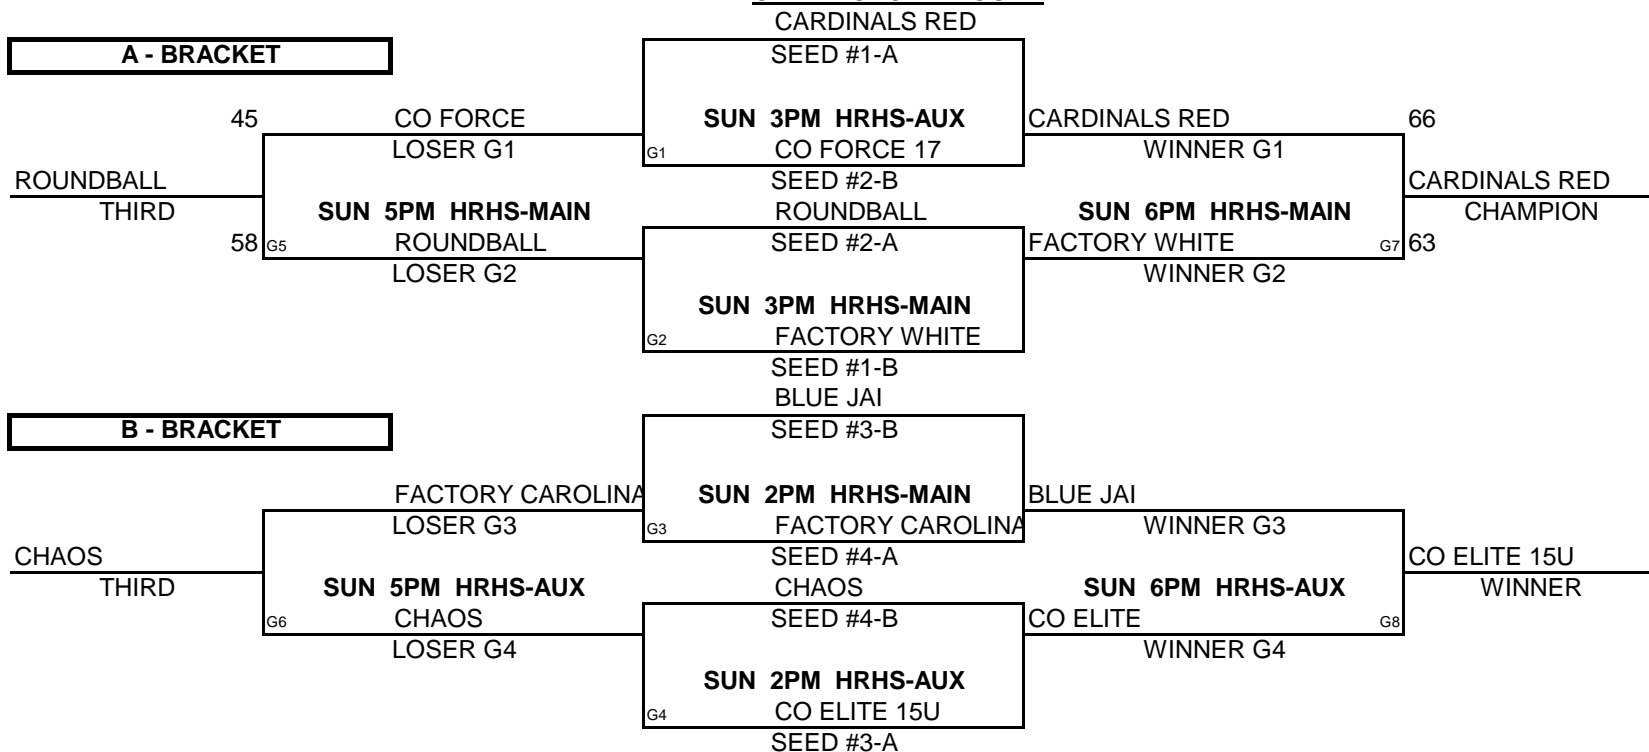 CARDINALS RED
A - BRACKET
SEED #1-A
45 CO FORCE SUN 3PM HRHS-AUX CARDINALS RED 66
LOSER G1 G1 CO FORCE 17 WINNER G1
ROUNDBALL SEED #2-B CARDINALS RED
THIRD SUN 5PM HRHS-MAIN ROUNDBALL SUN 6PM HRHS-MAIN CHAMPION
58 G5 ROUNDBALL SEED #2-A FACTORY WHITE G7 63
LOSER G2 WINNER G2
SUN 3PM HRHS-MAIN
G2 FACTORY WHITE
SEED #1-B
BLUE JAI
B - BRACKET SEED #3-B
FACTORY CAROLINA SUN 2PM HRHS-MAIN BLUE JAI
LOSER G3 G3 FACTORY CAROLINA WINNER G3
CHAOS SEED #4-A CO ELITE 15U
THIRD SUN 5PM HRHS-AUX CHAOS SUN 6PM HRHS-AUX WINNER
G6 CHAOS SEED #4-B CO ELITE G8
LOSER G4 WINNER G4
SUN 2PM HRHS-AUX
G4 CO ELITE 15U
SEED #3-A